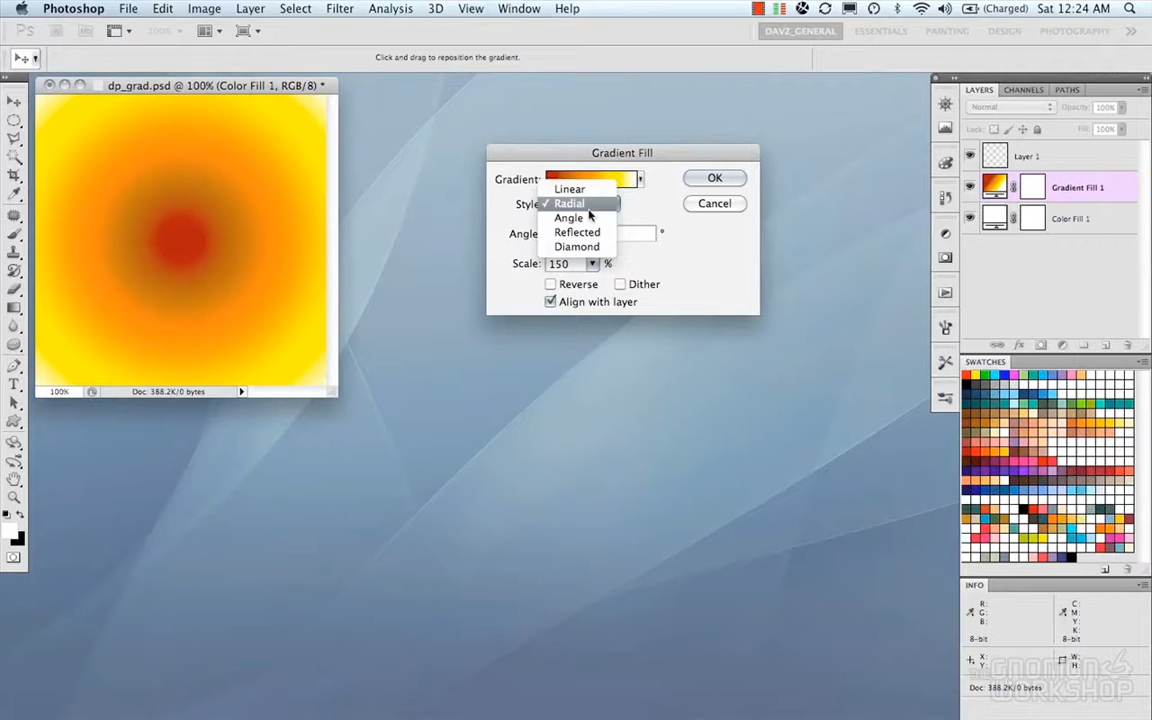 Photoshop File Edit Image Layer Select Filter Analysis 3D View Window Help (Charged) Sat 12:24 AM
Ps 100% DAVZ_GENERAL ESSENTIALS PAINTING DESIGN PHOTOGRAPHY
Click and drag to reposition the gradient.
dp_grad.psd @ 100% (Color Fill 1, RGB/8) *
LAYERS CHANNELS PATHS
Normal Opacity: 100%
Lock: Fill: 100%
Layer 1
Gradient Fill 1
Color Fill 1
Gradient Fill
Gradient: OK
Linear
Style Radial Cancel
Angle
Angle Reflected °
Diamond
Scale: 150 %
Reverse Dither
Align with layer
100% Doc: 388.2K/0 bytes
SWATCHES
INFO
R: C:
G: M:
B: Y:
K:
8-bit 8-bit
X: W:
Y: H:
Doc: 388.2K/0 bytes
THE GNOMON
WORKSHOP